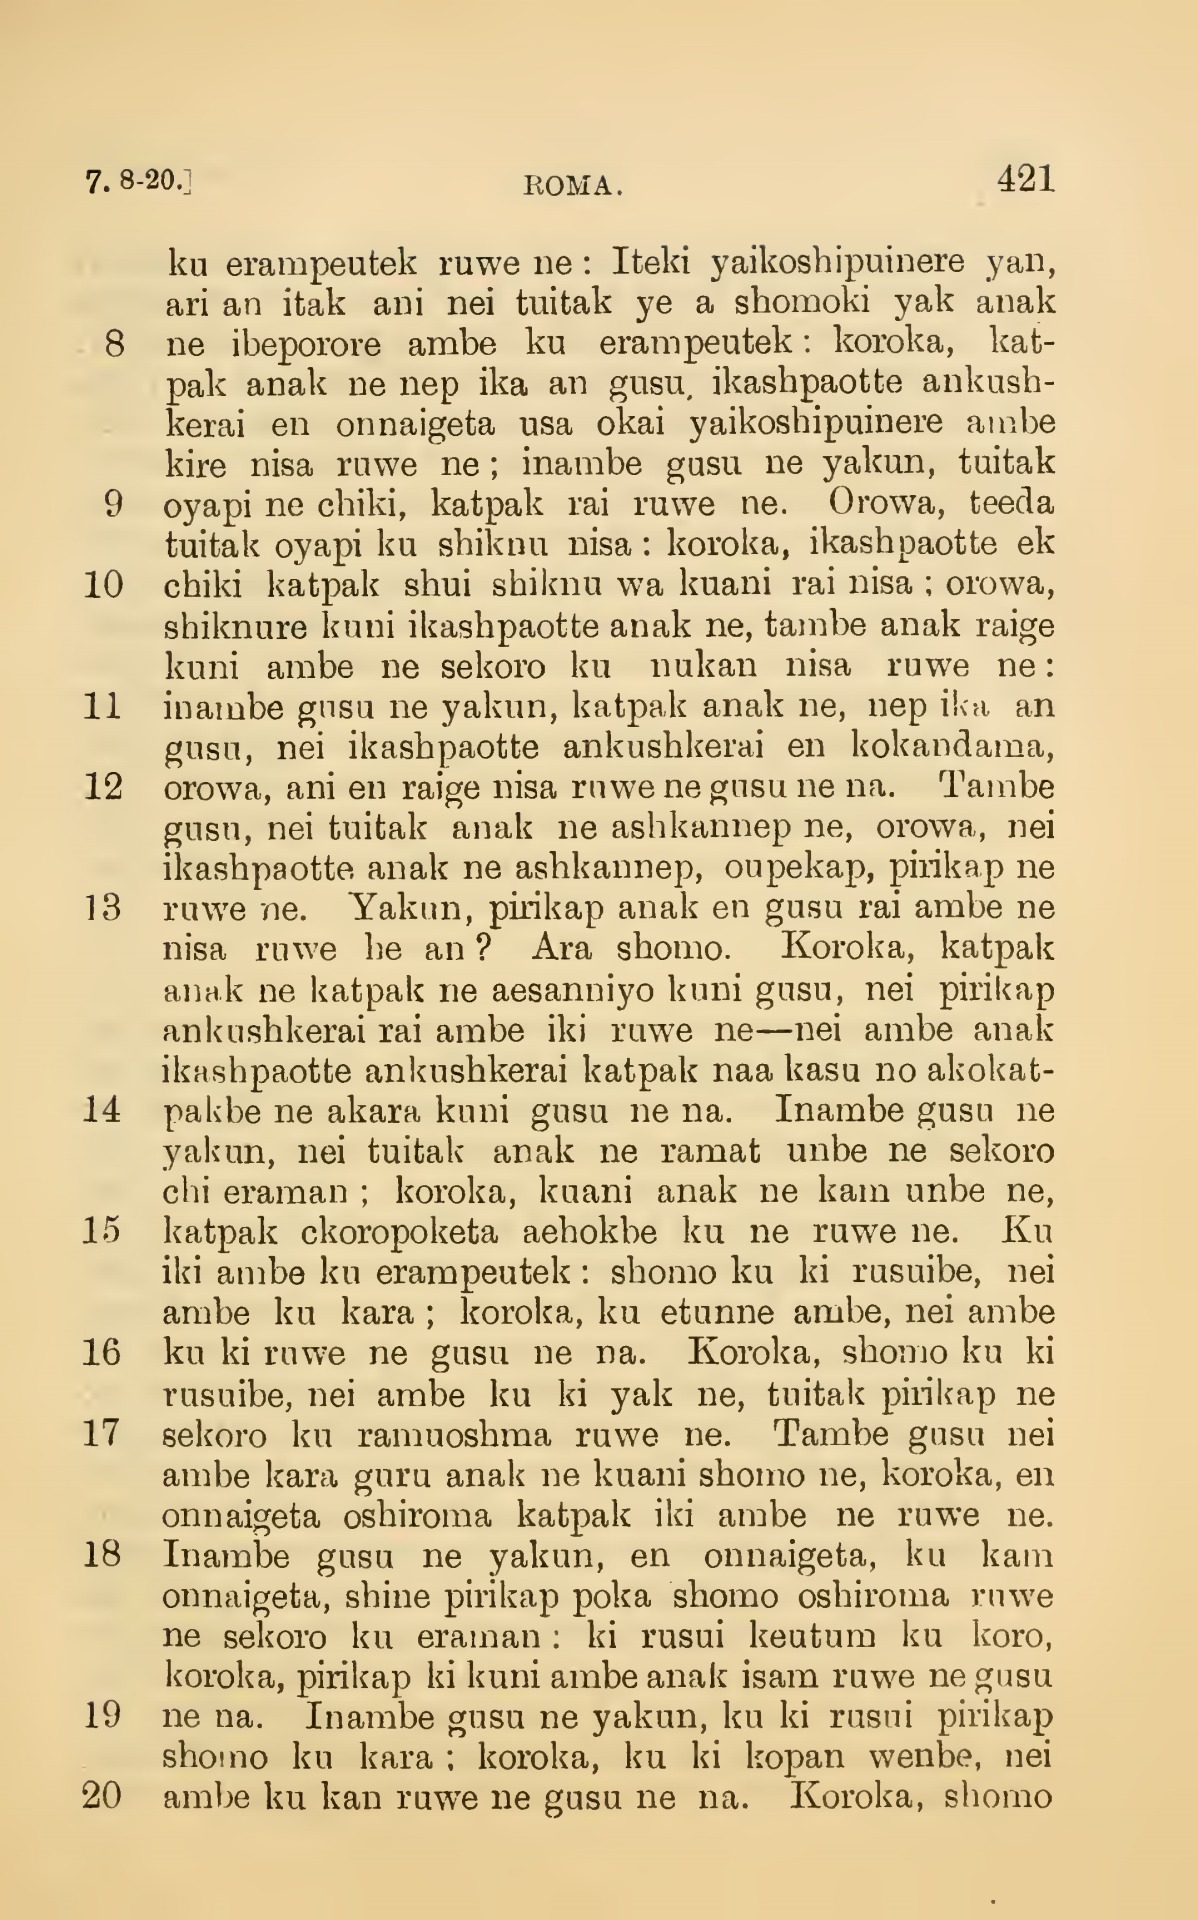 7. 8-20.] ROMA. 421
ku erampeutek ruwe ne : Iteki yaikoshipuinere yan,
ari an itak ani nei tuitak ye a shomoki yak anak
8 ne ibeporore ambe ku erampeutek : koroka, kat-
pak anak ne nep ika an gusu, ikashpaotte ankush-
kerai en onnaigeta usa okai yaikoshipuinere ambe
kire nisa ruwe ne ; inambe gusu ne yakun, tuitak
9 oyapi ne chiki, katpak rai ruwe ne. Orowa, teeda
tuitak oyapi ku shiknu nisa : koroka, ikashpaotte ek
10 chiki katpak shui shiknu wa kuani rai nisa ; orowa,
shiknure kuni ikashpaotte anak ne, tambe anak raige
kuni ambe ne sekoro ku nukan nisa ruwe ne :
11 inambe gusu ne yakun, katpak anak ne, nep ika an
gusu, nei ikashpaotte ankushkerai en kokandama,
12 orowa, ani en raige nisa ruwe ne gusu ne na. Tambe
gusu, nei tuitak anak ne ashkannep ne, orowa, nei
ikashpaotte anak ne ashkannep, oupekap, pirikap ne
13 ruwe ne. Yakun, pirikap anak en gusu rai ambe ne
nisa ruwe he an ? Ara shomo. Koroka, katpak
anak ne katpak ne aesanniyo kuni gusu, nei pirikap
ankushkerai rai ambe iki ruwe ne—nei ambe anak
ikashpaotte ankushkerai katpak naa kasu no akokat-
14 pakbe ne akara kuni gusu ne na. Inambe gusu ne
yakun, nei tuitak anak ne ramat unbe ne sekoro
chi eraman ; koroka, kuani anak ne kam unbe ne,
15 katpak ckoropoketa aehokbe ku ne ruwe ne. Ku
iki ambe ku erampeutek : shomo ku ki rusuibe, nei
ambe ku kara ; koroka, ku etunne ambe, nei ambe
16 ku ki ruwe ne gusu ne na. Koroka, shomo ku ki
rusuibe, nei ambe ku ki yak ne, tuitak pirikap ne
17 sekoro ku ramuoshma ruwe ne. Tambe gusu nei
ambe kara guru anak ne kuani shomo ne, koroka, en
onnaigeta oshiroma katpak iki ambe ne ruwe ne.
18 Inambe gusu ne yakun, en onnaigeta, ku kam
onnaigeta, shine pirikap poka shomo oshiroma ruwe
ne sekoro ku eraman : ki rusui keutum ku koro,
koroka, pirikap ki kuni ambe anak isam ruwe ne gusu
19 ne na. Inambe gusu ne yakun, ku ki rusui pirikap
shomo ku kara ; koroka, ku ki kopan wenbe, nei
20 ambe ku kan ruwe ne gusu ne na. Koroka, shomo